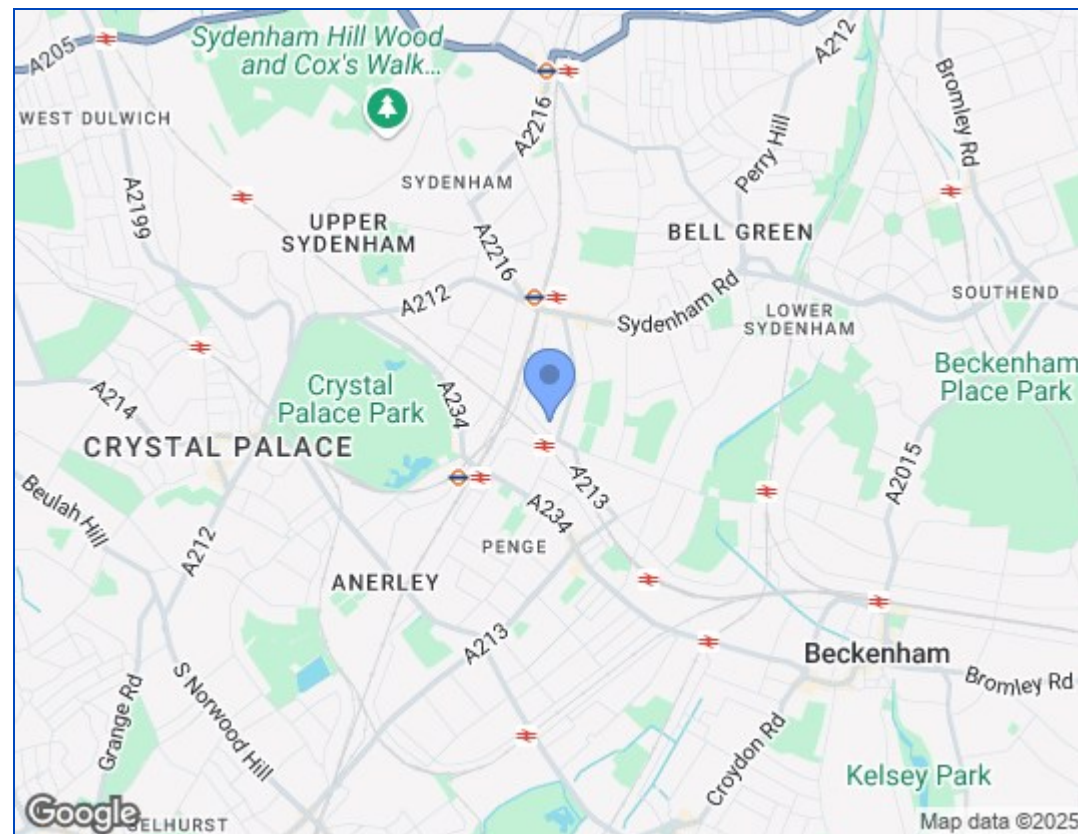 A205
Sydenham Hill Wood
and Cox's Walk...
A212
WEST DULWICH
A2216
Bromley Rd
Perry Hill
SYDENHAM
A2199
UPPER
SYDENHAM
BELL GREEN
A2216
A212
Sydenham Rd
SOUTHEND
LOWER
SYDENHAM
Crystal
Palace Park
Beckenham
Place Park
A214
A234
CRYSTAL PALACE
A2015
A213
Beulah Hill
A234
A212
PENGE
ANERLEY
A213
Beckenham
Bromley Rd
Grange Rd
S Norwood Hill
Croydon Rd
Kelsey Park
Google
SELHURST
Map data ©2025